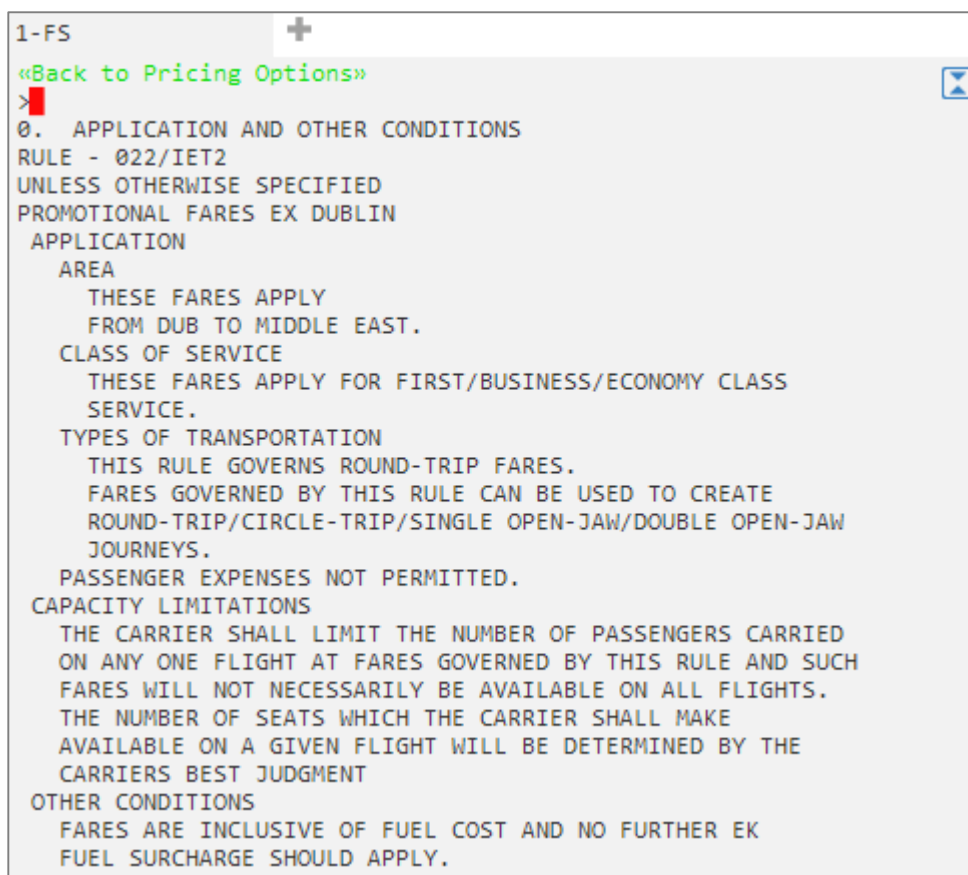 1-FS
«Back to Pricing Options»
>
0.  APPLICATION AND OTHER CONDITIONS
RULE - 022/IET2
UNLESS OTHERWISE SPECIFIED
PROMOTIONAL FARES EX DUBLIN
 APPLICATION
   AREA
     THESE FARES APPLY
     FROM DUB TO MIDDLE EAST.
   CLASS OF SERVICE
     THESE FARES APPLY FOR FIRST/BUSINESS/ECONOMY CLASS
     SERVICE.
   TYPES OF TRANSPORTATION
     THIS RULE GOVERNS ROUND-TRIP FARES.
     FARES GOVERNED BY THIS RULE CAN BE USED TO CREATE
     ROUND-TRIP/CIRCLE-TRIP/SINGLE OPEN-JAW/DOUBLE OPEN-JAW
     JOURNEYS.
   PASSENGER EXPENSES NOT PERMITTED.
 CAPACITY LIMITATIONS
   THE CARRIER SHALL LIMIT THE NUMBER OF PASSENGERS CARRIED
   ON ANY ONE FLIGHT AT FARES GOVERNED BY THIS RULE AND SUCH
   FARES WILL NOT NECESSARILY BE AVAILABLE ON ALL FLIGHTS.
   THE NUMBER OF SEATS WHICH THE CARRIER SHALL MAKE
   AVAILABLE ON A GIVEN FLIGHT WILL BE DETERMINED BY THE
   CARRIERS BEST JUDGMENT
 OTHER CONDITIONS
   FARES ARE INCLUSIVE OF FUEL COST AND NO FURTHER EK
   FUEL SURCHARGE SHOULD APPLY.